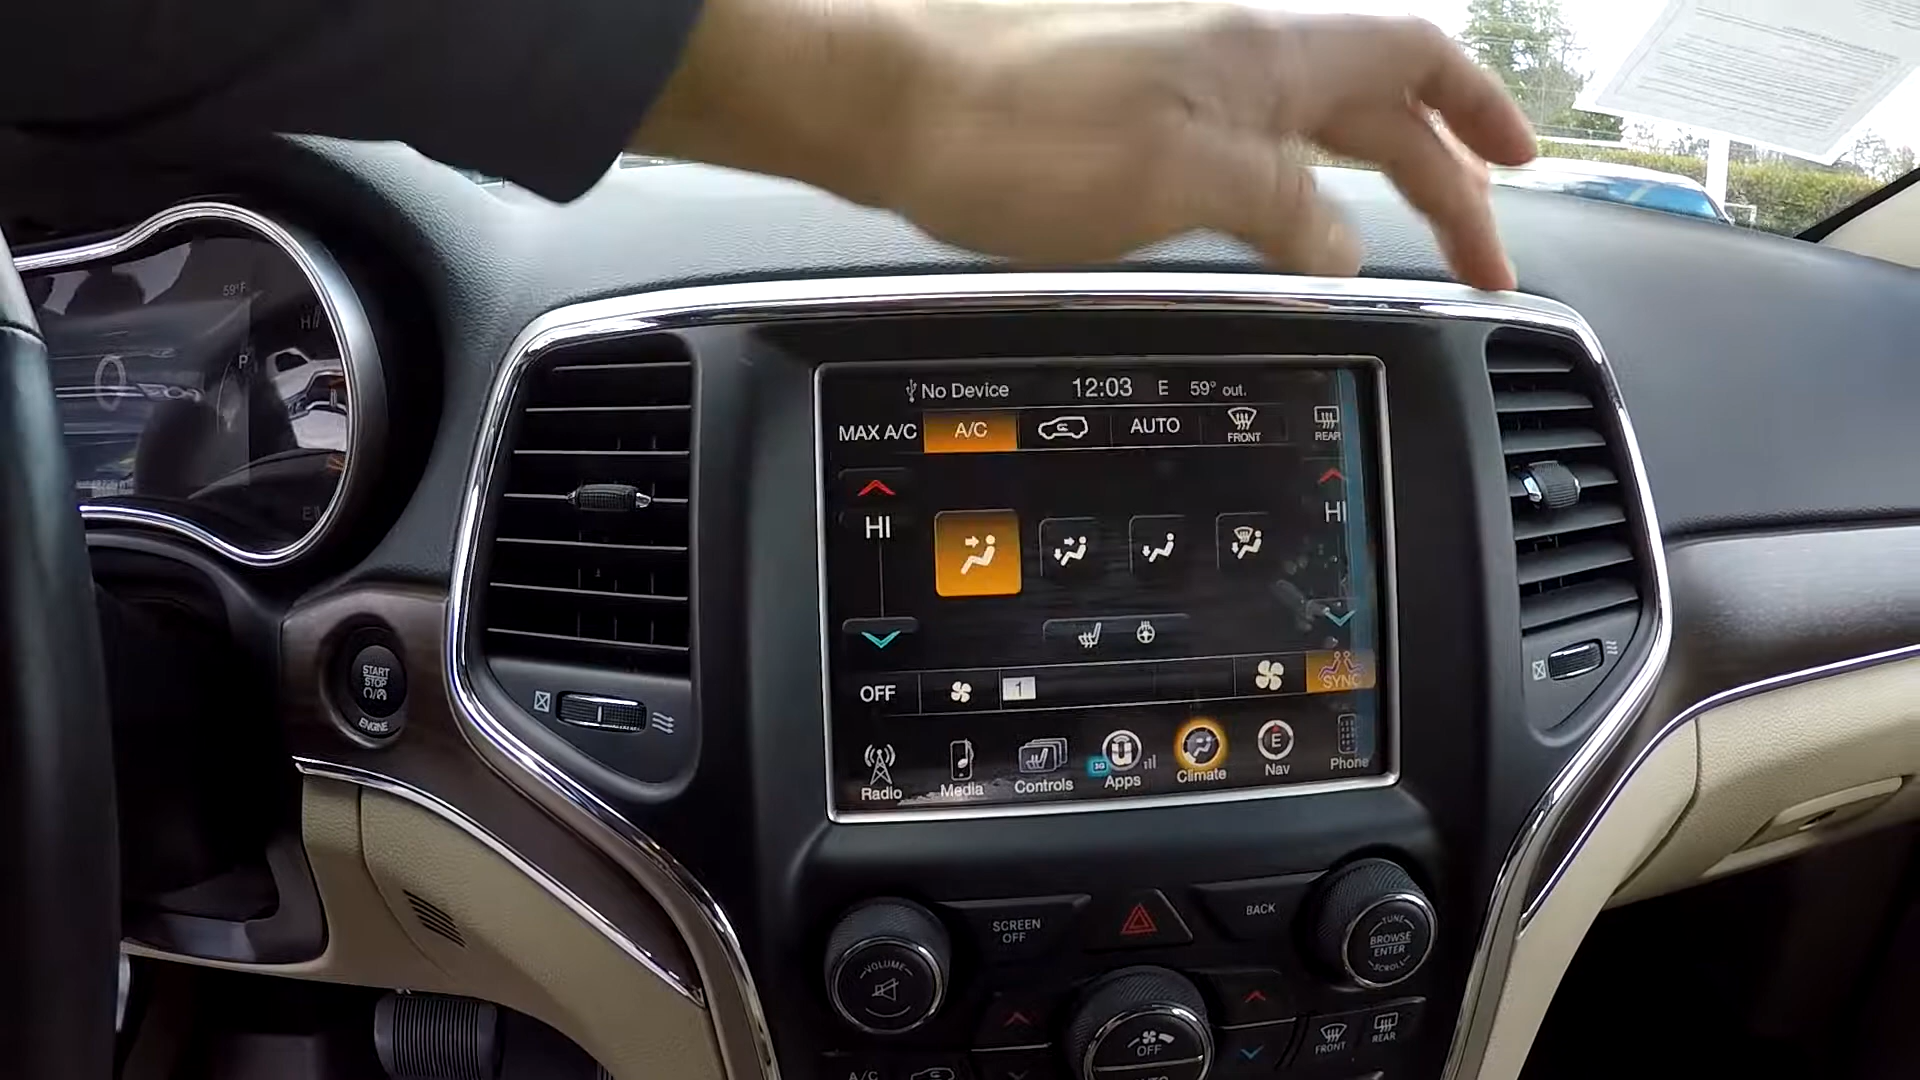 59°F
H
P
E
No Device 12:03 E 59° out.
MAX A/C A/C AUTO FRONT REAR
HI HI
OFF 1 SYNC
Radio Media Controls 3G Apps Climate E Nav Phone
START
STOP
ENGINE
SCREEN
OFF
BACK
VOLUME
TUNE
BROWSE
ENTER
SCROLL
OFF
FRONT REAR
A/C
AUTO